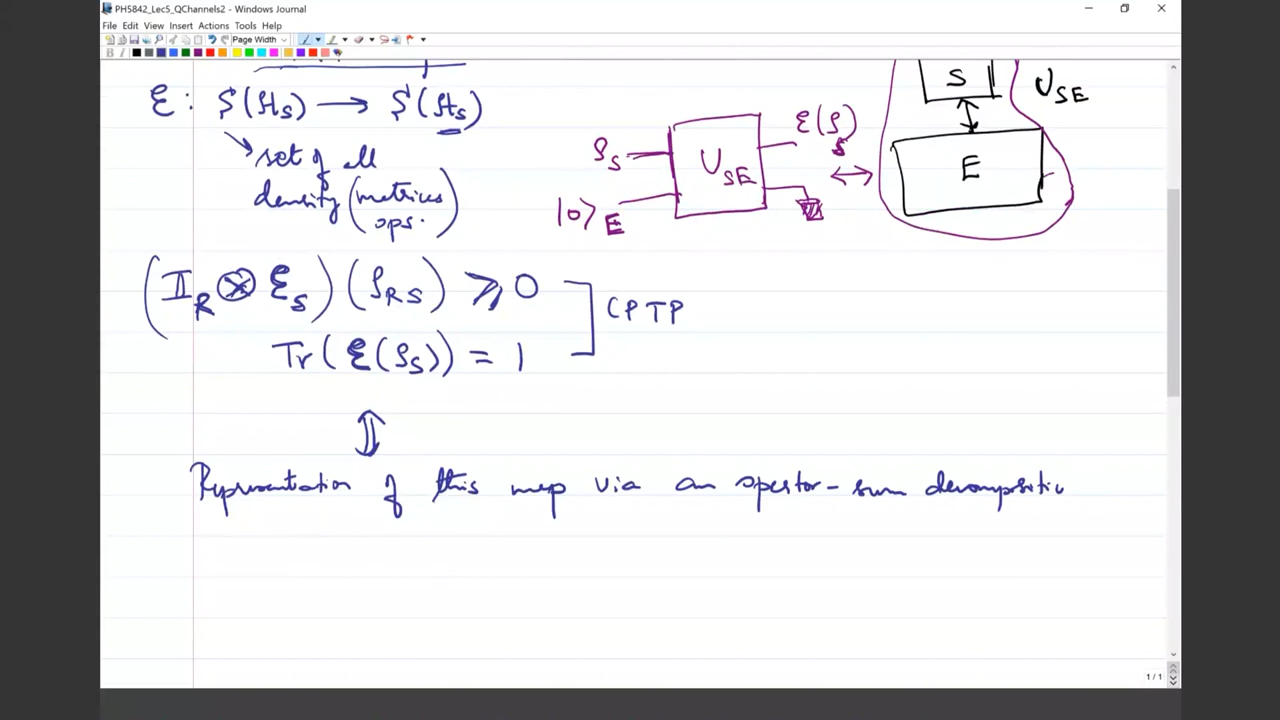 PH5842_Lec5_QChannels2 - Windows Journal
File Edit View Insert Actions Tools Help
Page Width
B I
ℰ : S(ℋ_S) → S(ℋ_S)
set of all
density (matrices
ops.)
ρ_S
|0⟩_E
U_SE
ℰ(ρ_S)
↔
S
E
U_SE
(𝕀_R ⊗ ℰ_S) (ρ_RS) ⩾ 0
Tr(ℰ(ρ_S)) = 1
CPTP
⇕
Representation of this map via an operator-sum decompositi
1 / 1